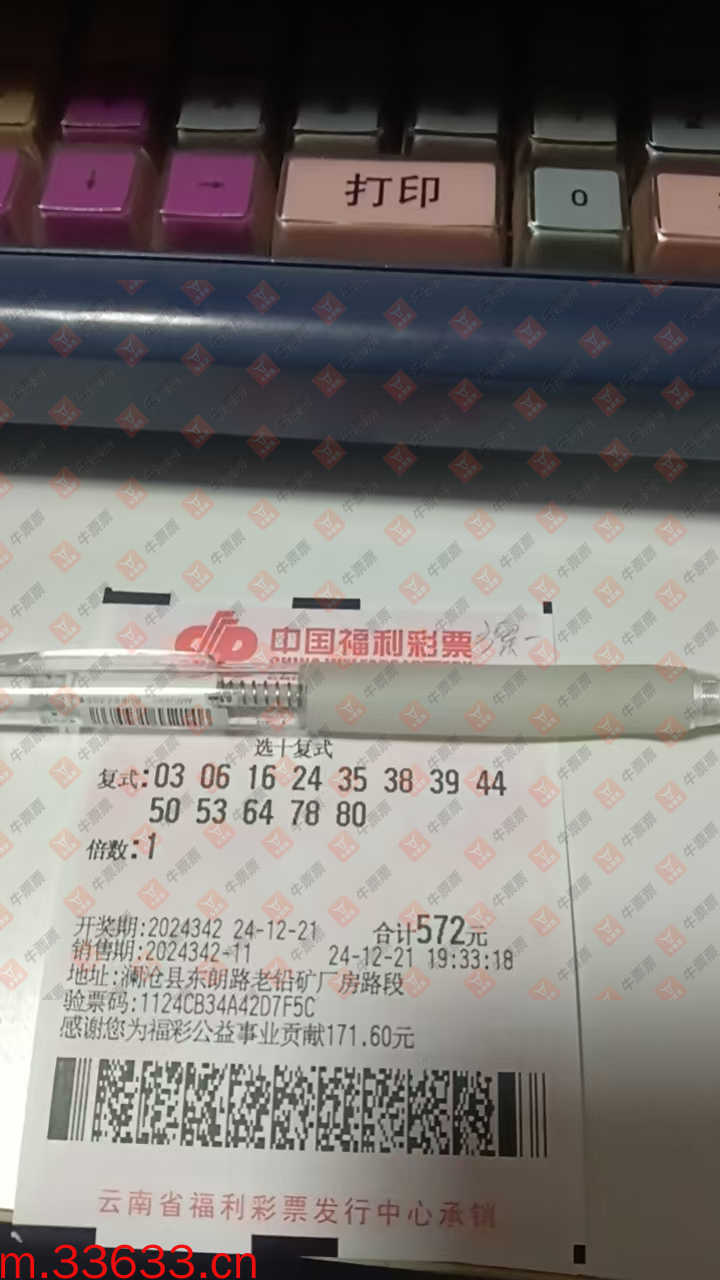 ↓
→
打印
0
中国福利彩票
选十复式
复式:03 06 16 24 35 38 39 44
50 53 64 78 80
倍数:1
开奖期:2024342 24-12-21 合计572元
销售期:2024342-11 24-12-21 19:33:18
地址:澜沧县东朗路老铅矿厂房路段
验票码:1124CB34A42D7F5C
感谢您为福彩公益事业贡献171.60元
云南省福利彩票发行中心承销
m.33633.cn
牛票票